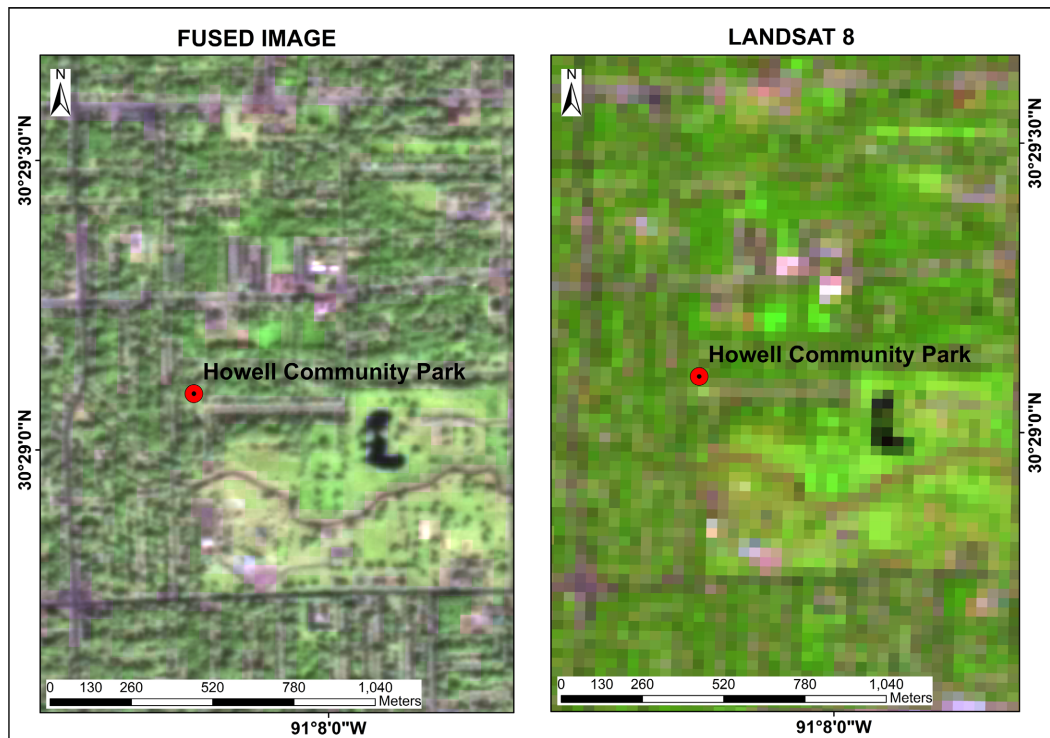 FUSED IMAGE
N
30°29'30"N
Howell Community Park
30°29'0"N
0 130 260 520 780 1,040
Meters
91°8'0"W
LANDSAT 8
N
30°29'30"N
Howell Community Park
30°29'0"N
0 130 260 520 780 1,040
Meters
91°8'0"W